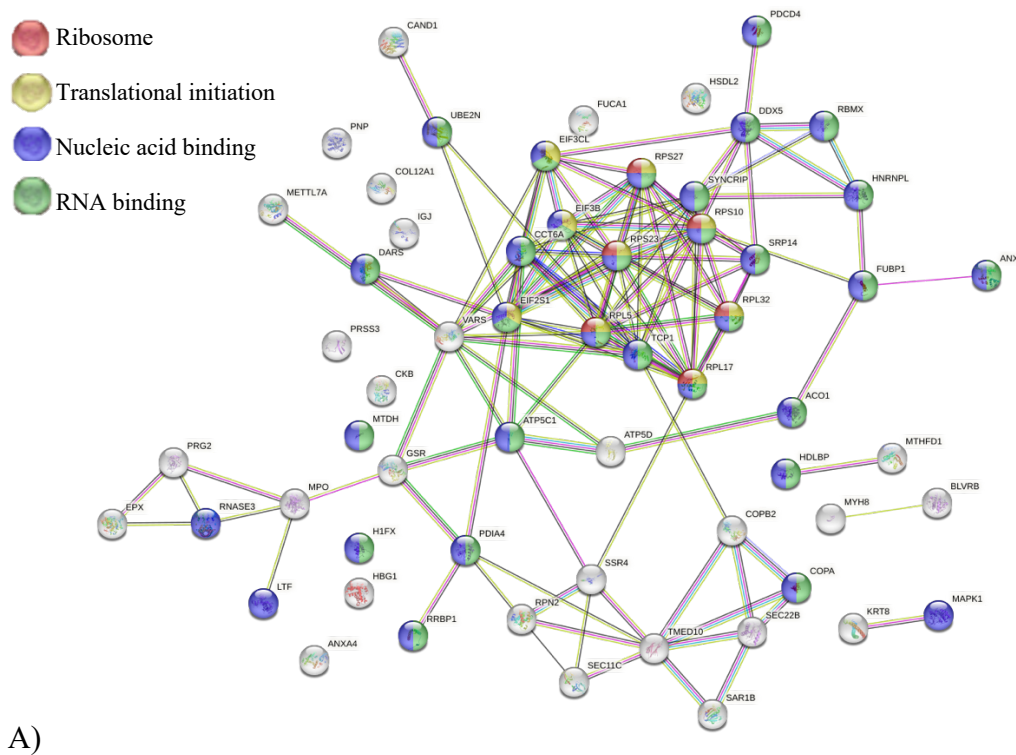 Ribosome
Translational initiation
Nucleic acid binding
RNA binding
CAND1
PDCD4
HSDL2
FUCA1
UBE2N
DDX5
RBMX
PNP
EIF3CL
RPS27
COL12A1
SYNCRIP
HNRNPL
METTL7A
IGJ
EIF3B
RPS10
CCT6A
RPS23
SRP14
DARS
FUBP1
ANX
EIF2S1
RPL32
VARS
RPL5
PRSS3
TCP1
RPL17
CKB
ACO1
MTDH
ATP5C1
ATP5D
PRG2
GSR
HDLBP
MTHFD1
MPO
EPX
RNASE3
MYH8
BLVRB
COPB2
H1FX
PDIA4
SSR4
LTF
HBG1
COPA
RPN2
SEC22B
KRT8
MAPK1
RRBP1
TMED10
ANXA4
SEC11C
SAR1B
A)